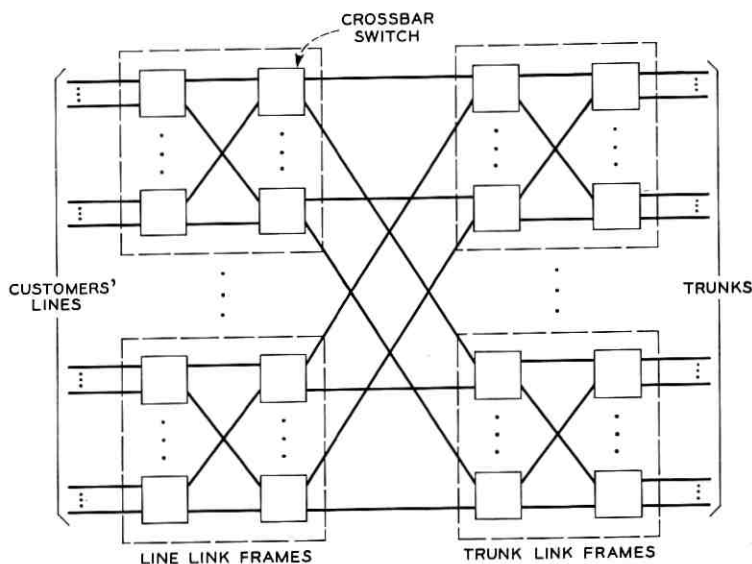 CROSSBAR
SWITCH
CUSTOMERS'
LINES
TRUNKS
LINE LINK FRAMES
TRUNK LINK FRAMES